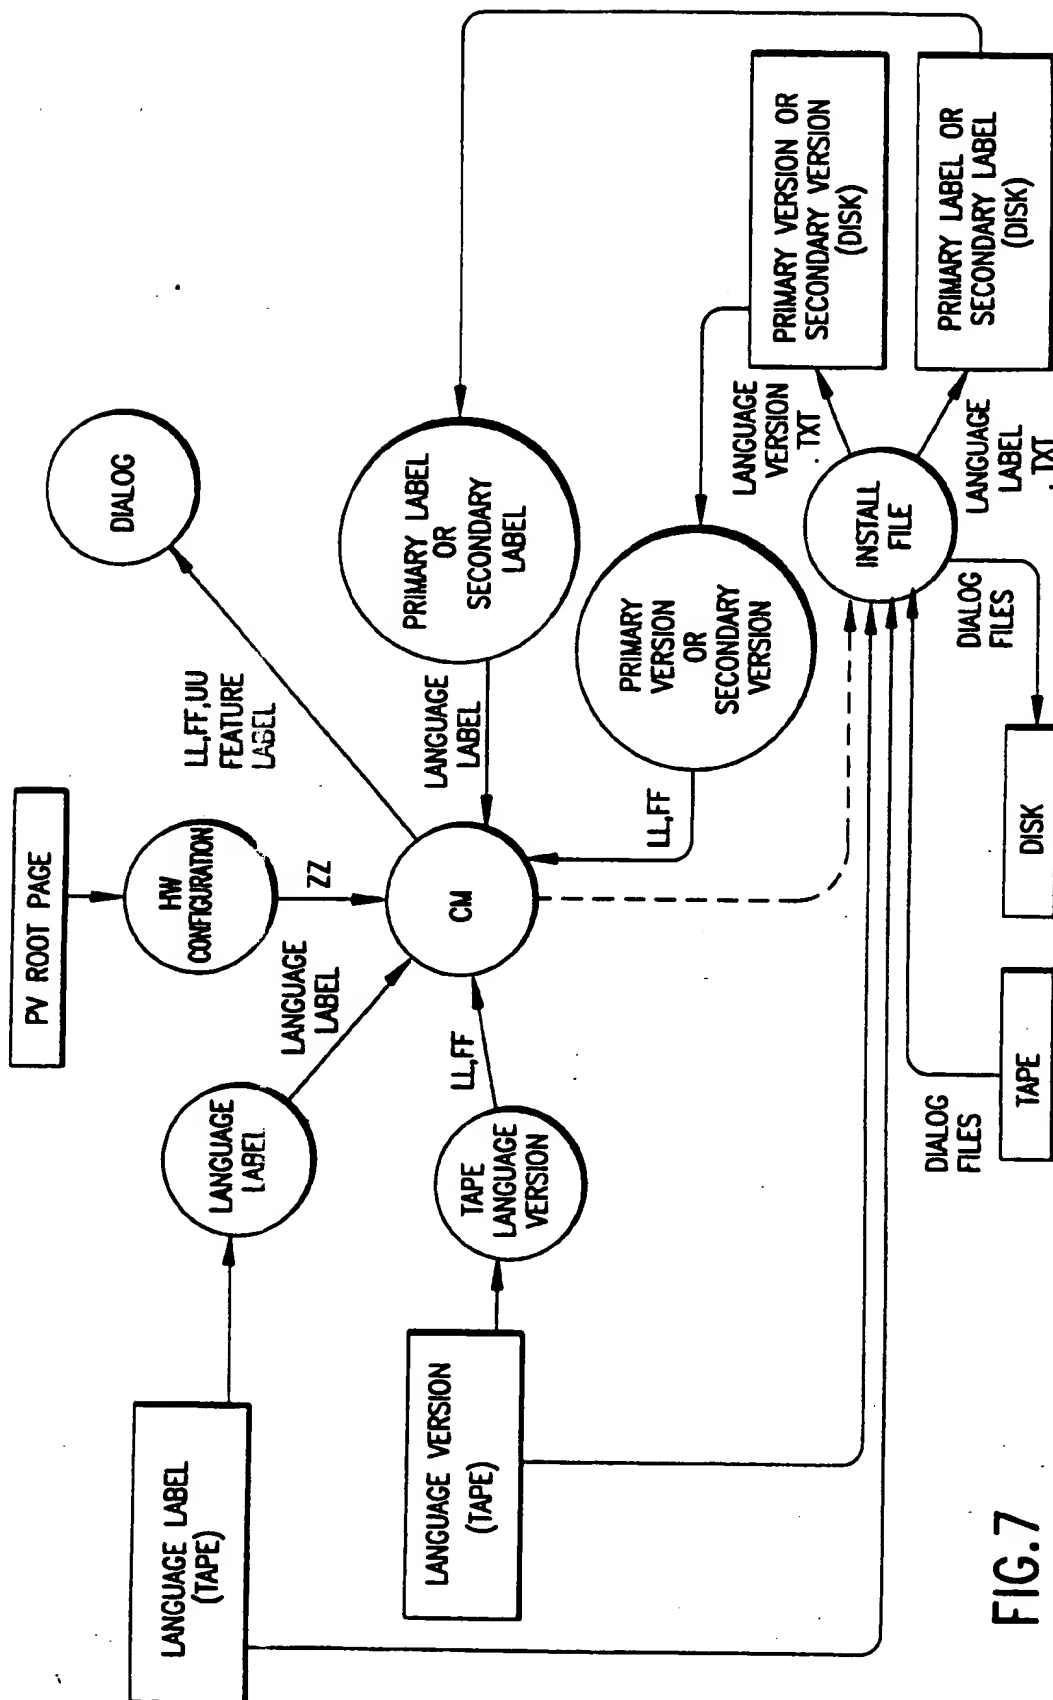 PV ROOT PAGE
HW
CONFIGURATION
ZZ
LL,FF,UU
FEATURE
LABEL
DIALOG
LANGUAGE LABEL
(TAPE)
LANGUAGE
LABEL
LANGUAGE
LABEL
CM
LANGUAGE
LABEL
PRIMARY LABEL
OR
SECONDARY
LABEL
LANGUAGE VERSION
(TAPE)
TAPE
LANGUAGE
VERSION
LL,FF
LL,FF
PRIMARY
VERSION
OR
SECONDARY
VERSION
LANGUAGE
VERSION
TXT
PRIMARY VERSION OR
SECONDARY VERSION
(DISK)
INSTALL
FILE
LANGUAGE
LABEL
.TXT
PRIMARY LABEL OR
SECONDARY LABEL
(DISK)
DIALOG
FILES
TAPE
DIALOG
FILES
DISK
FIG.7